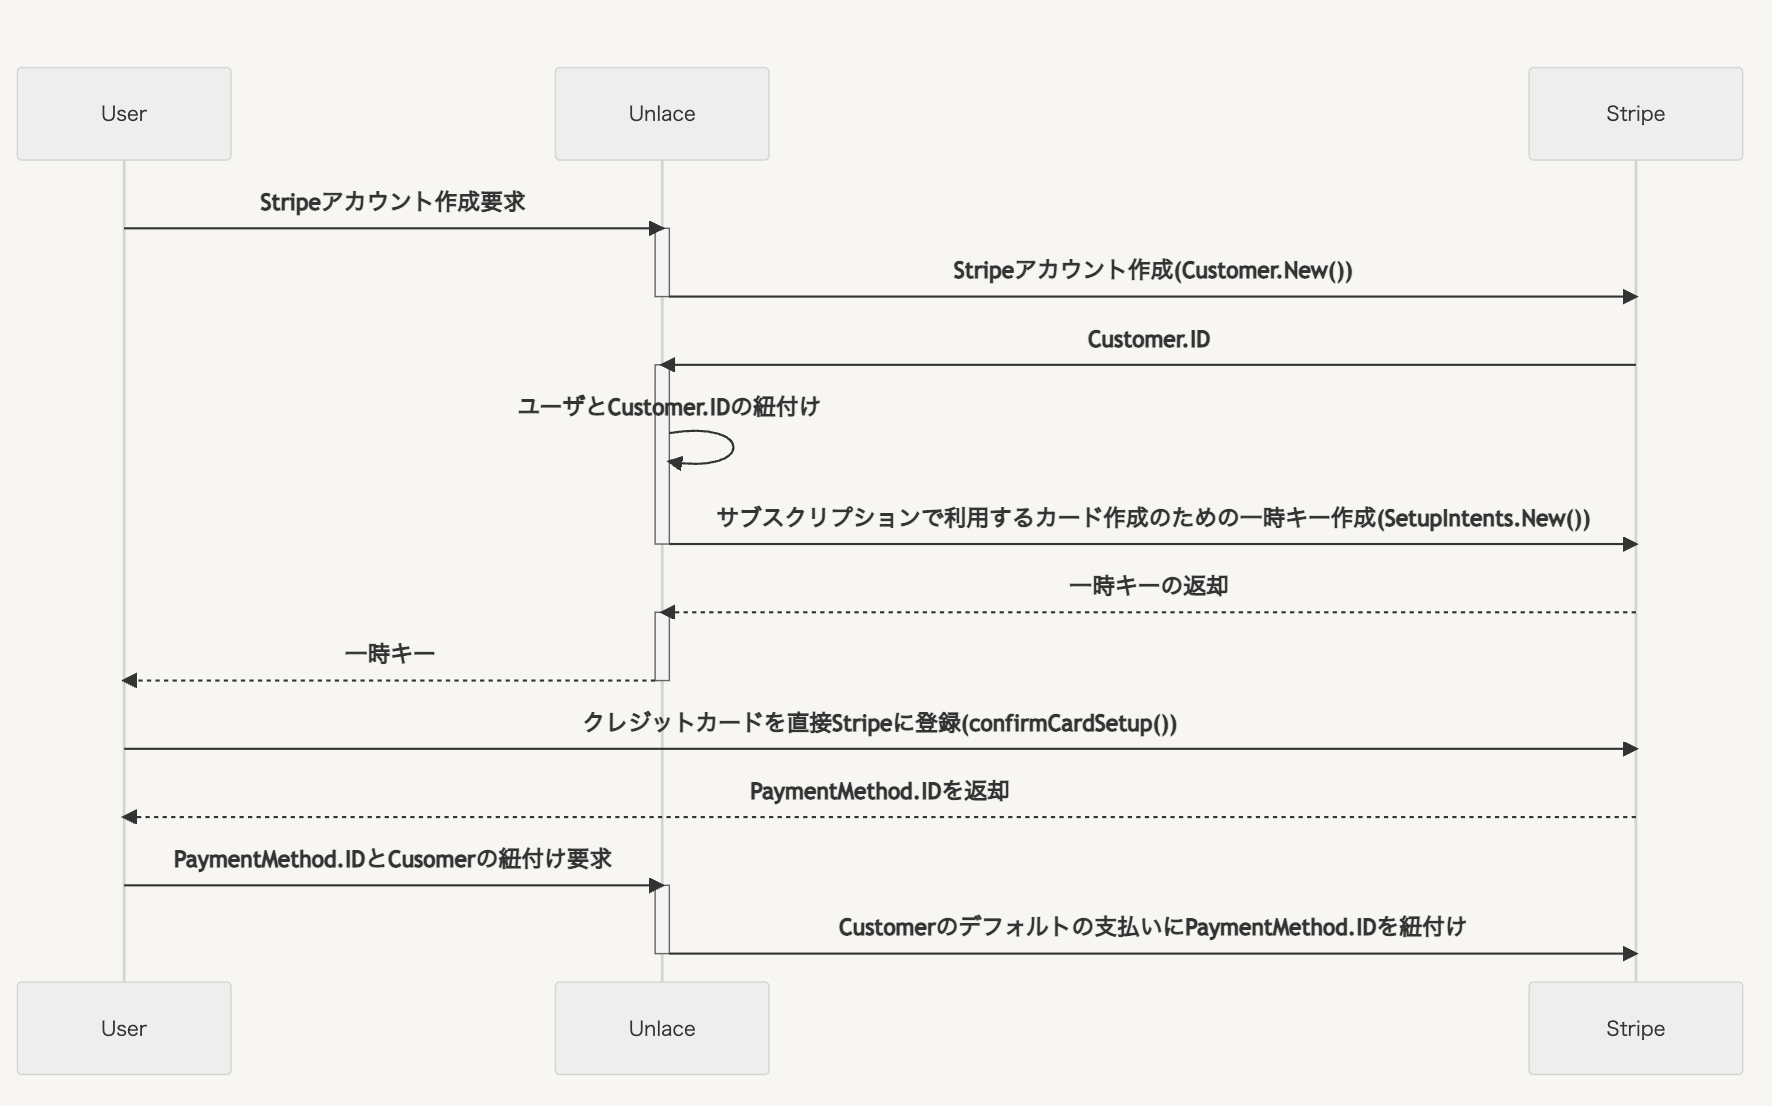 User
Unlace
Stripe
Stripeアカウント作成要求
Stripeアカウント作成(Customer.New())
Customer.ID
ユーザとCustomer.IDの紐付け
サブスクリプションで利用するカード作成のための一時キー作成(SetupIntents.New())
一時キーの返却
一時キー
クレジットカードを直接Stripeに登録(confirmCardSetup())
PaymentMethod.IDを返却
PaymentMethod.IDとCusomerの紐付け要求
Customerのデフォルトの支払いにPaymentMethod.IDを紐付け
User
Unlace
Stripe